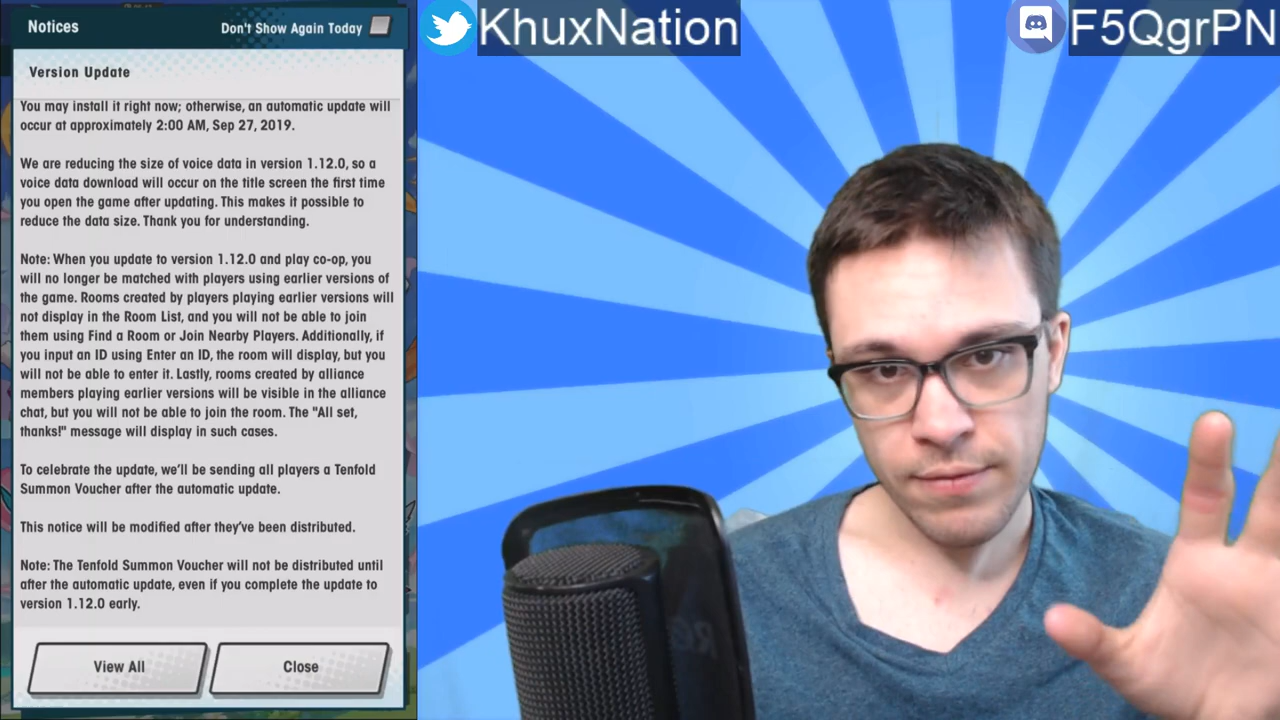 Notices
Don't Show Again Today
Version Update
You may install it right now; otherwise, an automatic update will
occur at approximately 2:00 AM, Sep 27, 2019.
We are reducing the size of voice data in version 1.12.0, so a
voice data download will occur on the title screen the first time
you open the game after updating. This makes it possible to
reduce the data size. Thank you for understanding.
Note: When you update to version 1.12.0 and play co-op, you
will no longer be matched with players using earlier versions of
the game. Rooms created by players playing earlier versions will
not display in the Room List, and you will not be able to join
them using Find a Room or Join Nearby Players. Additionally, if
you input an ID using Enter an ID, the room will display, but you
will not be able to enter it. Lastly, rooms created by alliance
members playing earlier versions will be visible in the alliance
chat, but you will not be able to join the room. The "All set,
thanks!" message will display in such cases.
To celebrate the update, we'll be sending all players a Tenfold
Summon Voucher after the automatic update.
This notice will be modified after they've been distributed.
Note: The Tenfold Summon Voucher will not be distributed until
after the automatic update, even if you complete the update to
version 1.12.0 early.
View All
Close
KhuxNation
F5QgrPN